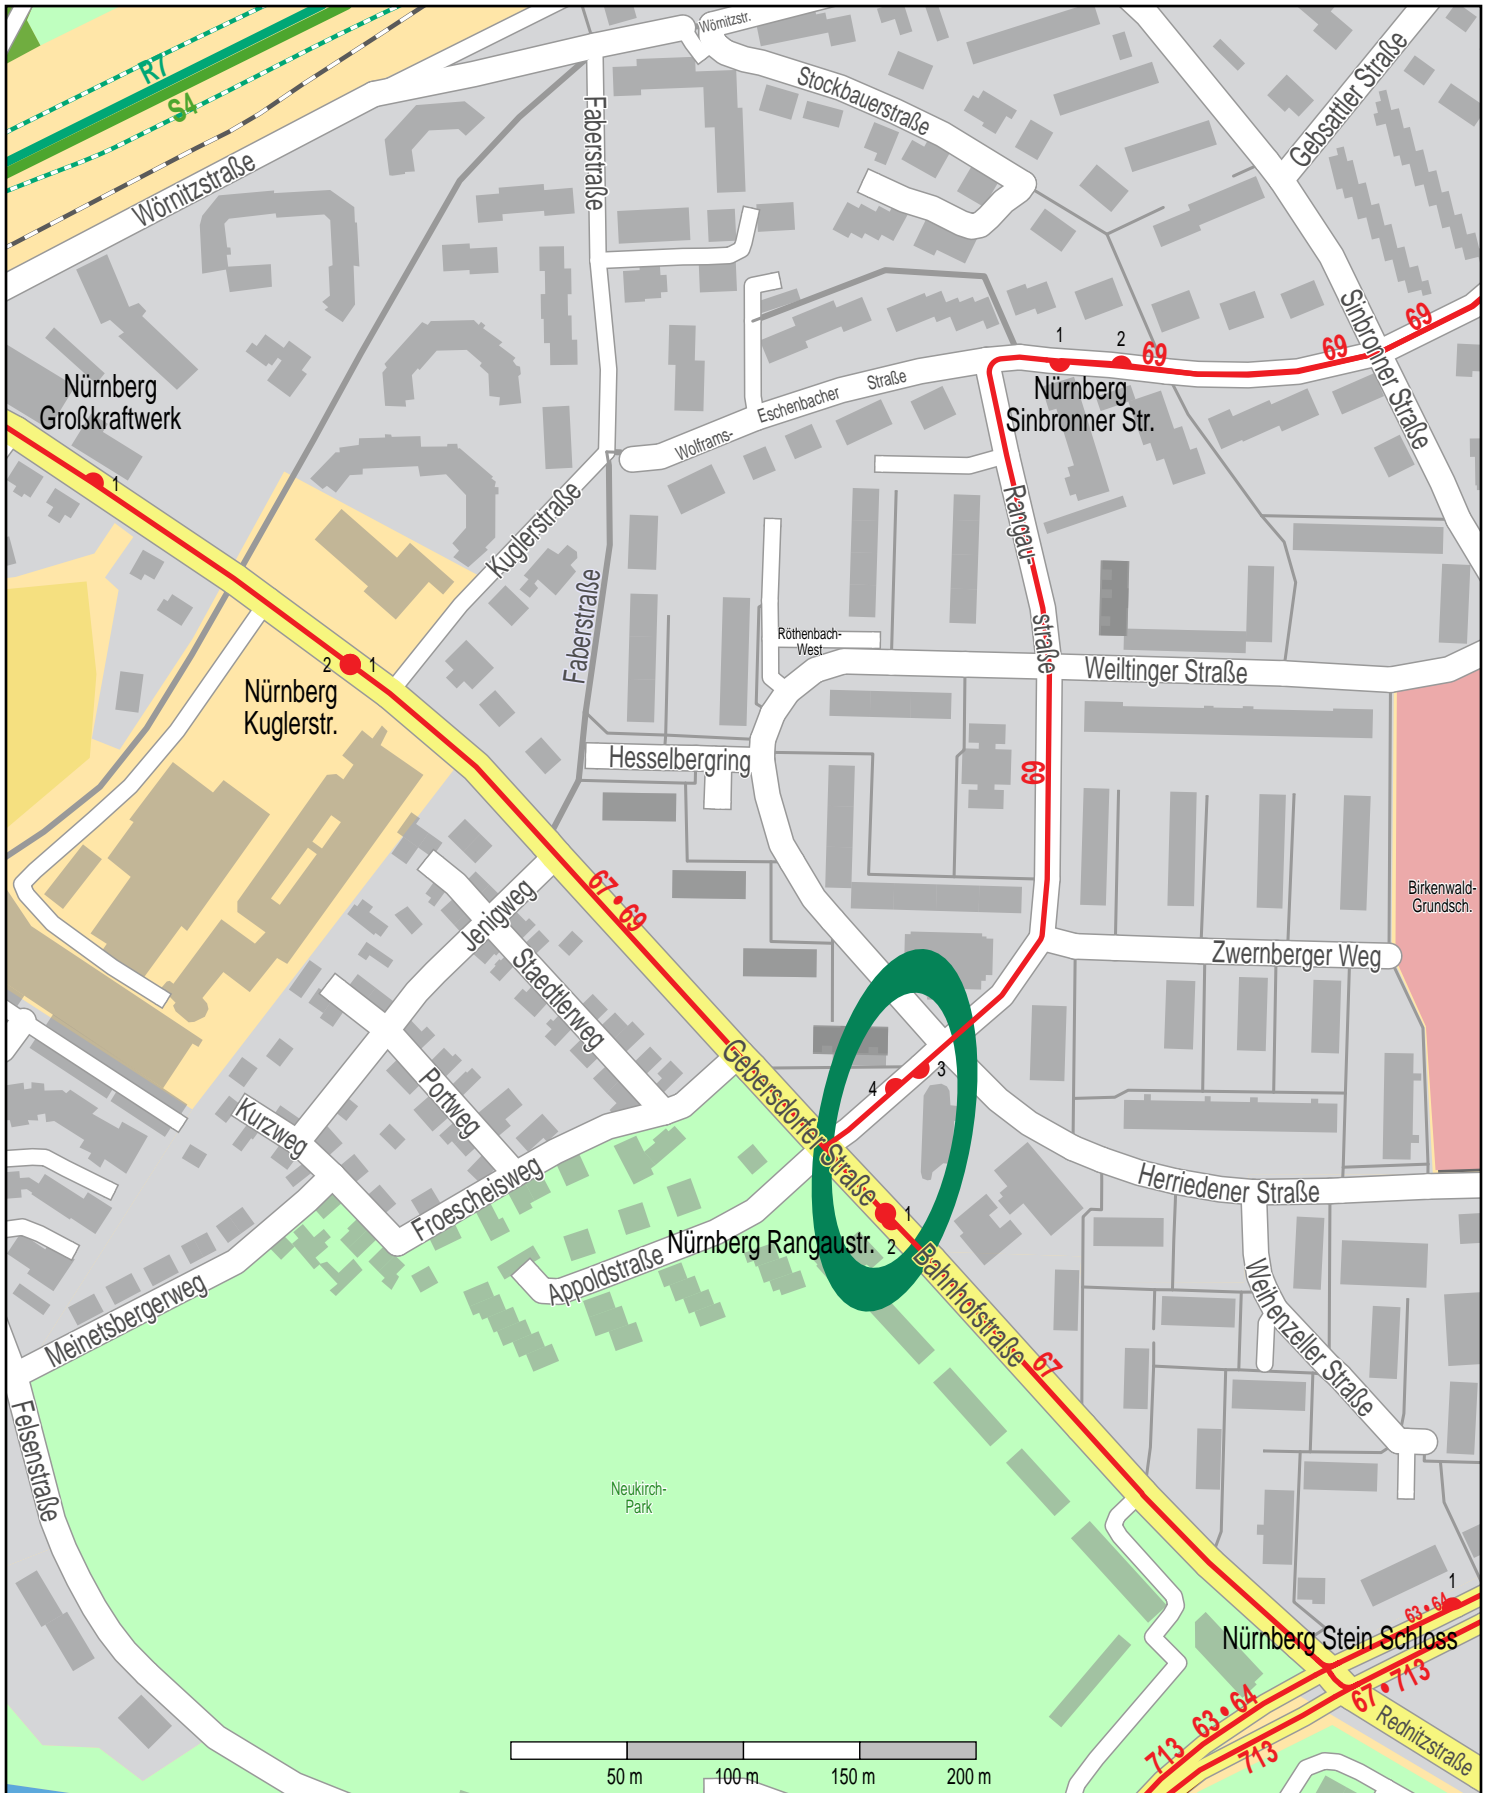 Wörnitzstr.
R7
S4
Stockbauerstraße
Gebsattler Straße
Faberstraße
Wörnitzstraße
Sinbronner Straße
69
69
69
1
2
Nürnberg
Großkraftwerk
Nürnberg
Sinbronner Str.
Wolframs-
Eschenbacher
Straße
1
Kuglerstraße
Rangau-
straße
Faberstraße
Röthenbach-
West
2
1
Nürnberg
Kuglerstr.
Weiltinger Straße
Hesselbergring
69
67 • 69
Jenigweg
Birkenwald-
Grundsch.
Staedtlerweg
Zwernberger Weg
Gebersdorfer Straße
Portweg
Kurzweg
3
4
Froescheisweg
Herriedener Straße
1
2
Nürnberg Rangaustr.
Appoldstraße
Bahnhofstraße
Meinetsbergerweg
Weihenzeller Straße
67
Felsenstraße
Neukirch-
Park
1
63 • 64
Nürnberg Stein Schloss
67 • 713
713
63 • 64
713
Rednitzstraße
50 m
100 m
150 m
200 m